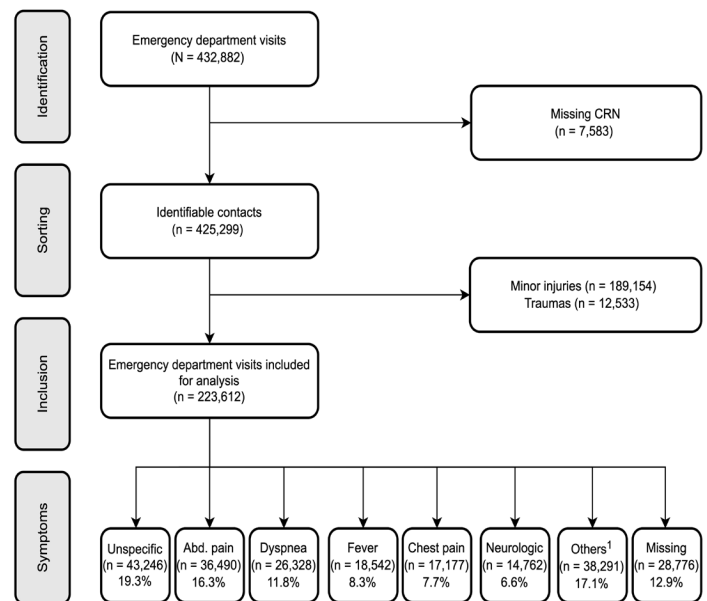 Identification
Emergency department visits
(N = 432,882)
Missing CRN
(n = 7,583)
Sorting
Identifiable contacts
(n = 425,299)
Minor injuries (n = 189,154)
Traumas (n = 12,533)
Inclusion
Emergency department visits included
for analysis
(n = 223,612)
Symptoms
Unspecific
(n = 43,246)
19.3%
Abd. pain
(n = 36,490)
16.3%
Dyspnea
(n = 26,328)
11.8%
Fever
(n = 18,542)
8.3%
Chest pain
(n = 17,177)
7.7%
Neurologic
(n = 14,762)
6.6%
Others¹
(n = 38,291)
17.1%
Missing
(n = 28,776)
12.9%